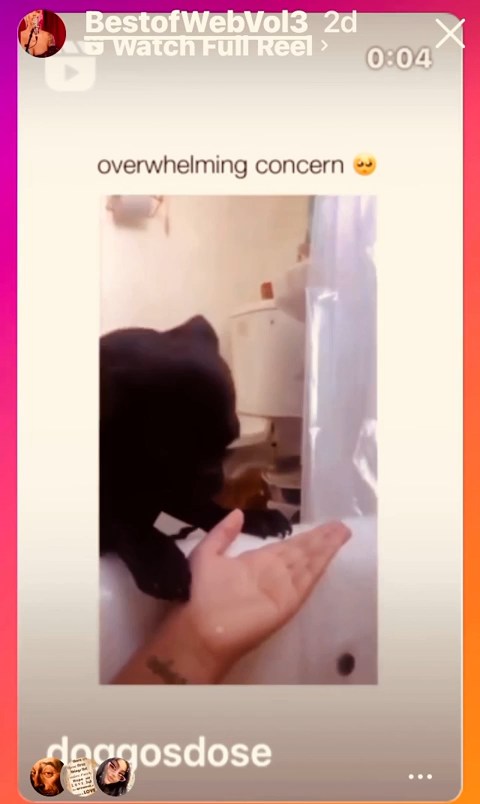 BestofWebVol3 2d
Watch Full Reel ›
0:04
overwhelming concern 🥺
doggosdose